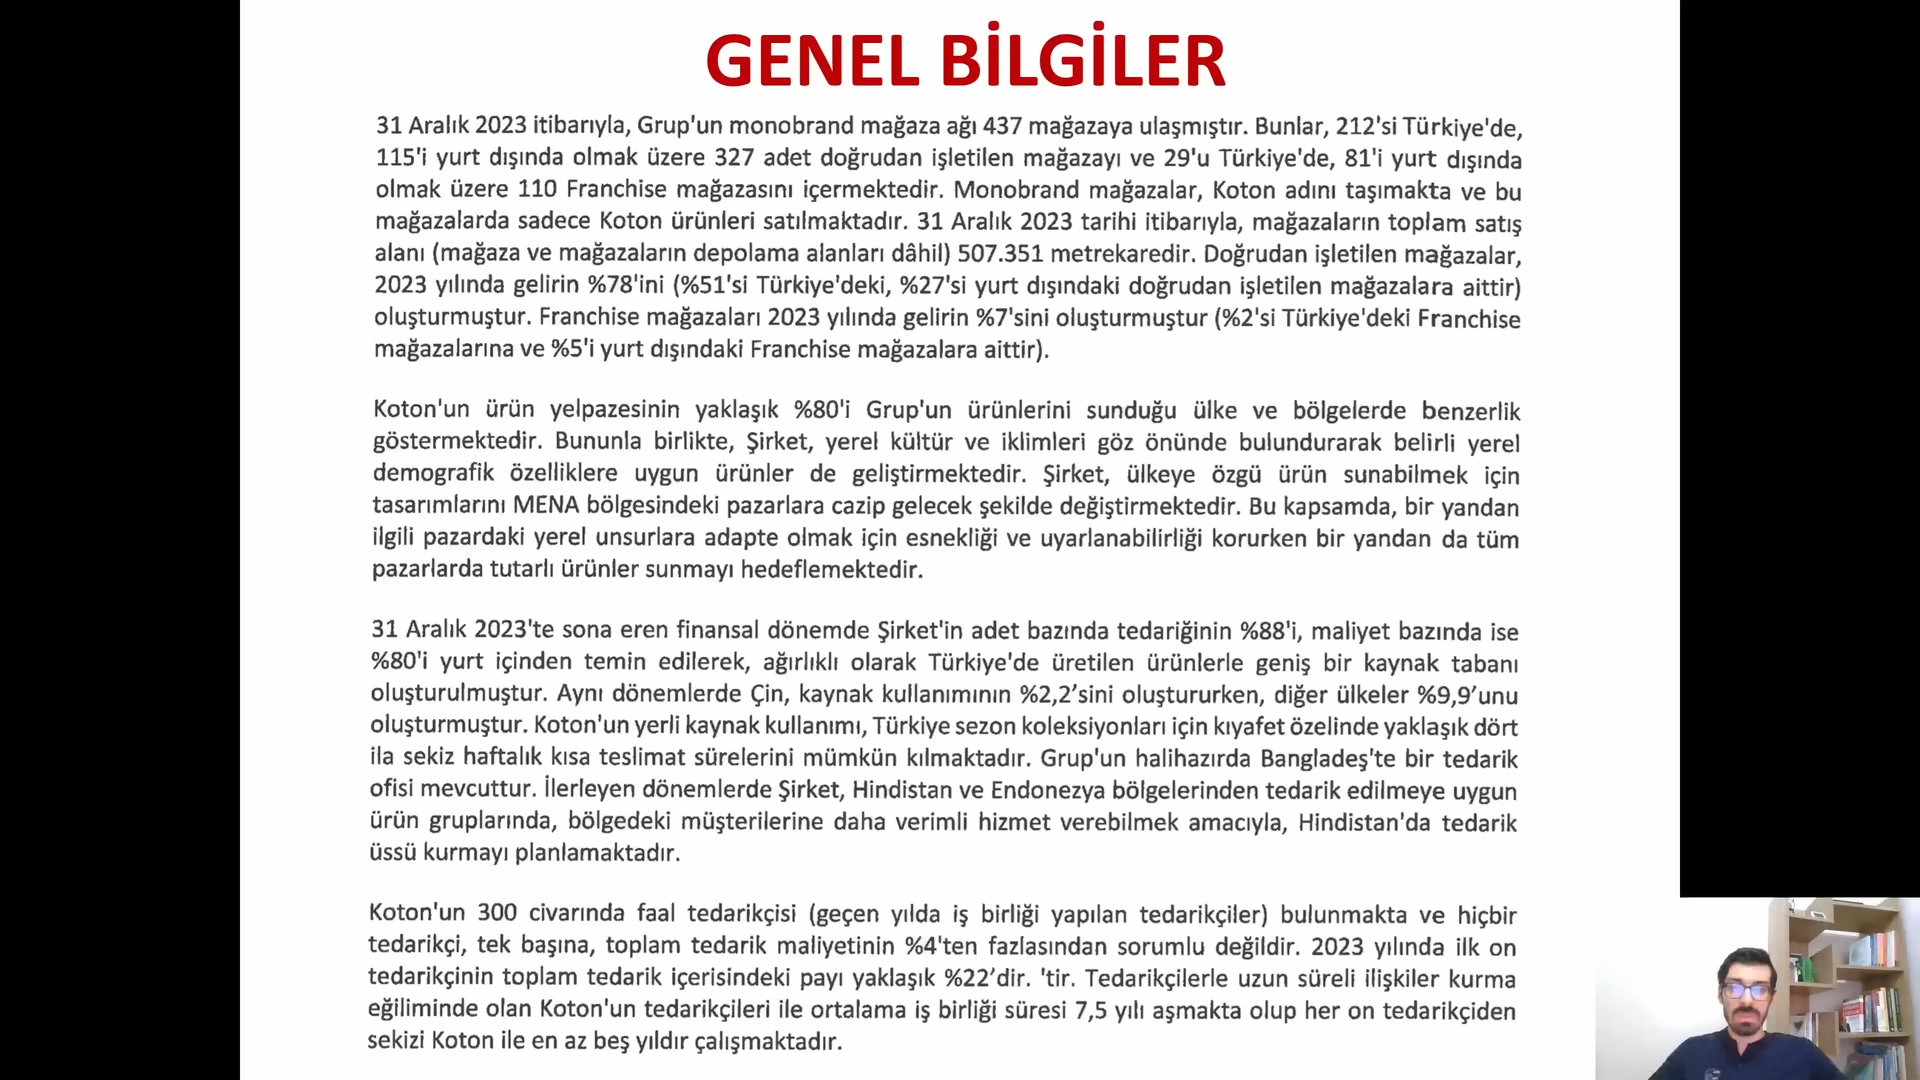 GENEL BİLGİLER
31 Aralık 2023 itibarıyla, Grup'un monobrand mağaza ağı 437 mağazaya ulaşmıştır. Bunlar, 212'si Türkiye'de,
115'i yurt dışında olmak üzere 327 adet doğrudan işletilen mağazayı ve 29'u Türkiye'de, 81'i yurt dışında
olmak üzere 110 Franchise mağazasını içermektedir. Monobrand mağazalar, Koton adını taşımakta ve bu
mağazalarda sadece Koton ürünleri satılmaktadır. 31 Aralık 2023 tarihi itibarıyla, mağazaların toplam satış
alanı (mağaza ve mağazaların depolama alanları dâhil) 507.351 metrekaredir. Doğrudan işletilen mağazalar,
2023 yılında gelirin %78'ini (%51'si Türkiye'deki, %27'si yurt dışındaki doğrudan işletilen mağazalara aittir)
oluşturmuştur. Franchise mağazaları 2023 yılında gelirin %7'sini oluşturmuştur (%2'si Türkiye'deki Franchise
mağazalarına ve %5'i yurt dışındaki Franchise mağazalara aittir).
Koton'un ürün yelpazesinin yaklaşık %80'i Grup'un ürünlerini sunduğu ülke ve bölgelerde benzerlik
göstermektedir. Bununla birlikte, Şirket, yerel kültür ve iklimleri göz önünde bulundurarak belirli yerel
demografik özelliklere uygun ürünler de geliştirmektedir. Şirket, ülkeye özgü ürün sunabilmek için
tasarımlarını MENA bölgesindeki pazarlara cazip gelecek şekilde değiştirmektedir. Bu kapsamda, bir yandan
ilgili pazardaki yerel unsurlara adapte olmak için esnekliği ve uyarlanabilirliği korurken bir yandan da tüm
pazarlarda tutarlı ürünler sunmayı hedeflemektedir.
31 Aralık 2023'te sona eren finansal dönemde Şirket'in adet bazında tedariğinin %88'i, maliyet bazında ise
%80'i yurt içinden temin edilerek, ağırlıklı olarak Türkiye'de üretilen ürünlerle geniş bir kaynak tabanı
oluşturulmuştur. Aynı dönemlerde Çin, kaynak kullanımının %2,2’sini oluştururken, diğer ülkeler %9,9’unu
oluşturmuştur. Koton'un yerli kaynak kullanımı, Türkiye sezon koleksiyonları için kıyafet özelinde yaklaşık dört
ila sekiz haftalık kısa teslimat sürelerini mümkün kılmaktadır. Grup'un halihazırda Bangladeş'te bir tedarik
ofisi mevcuttur. İlerleyen dönemlerde Şirket, Hindistan ve Endonezya bölgelerinden tedarik edilmeye uygun
ürün gruplarında, bölgedeki müşterilerine daha verimli hizmet verebilmek amacıyla, Hindistan'da tedarik
üssü kurmayı planlamaktadır.
Koton'un 300 civarında faal tedarikçisi (geçen yılda iş birliği yapılan tedarikçiler) bulunmakta ve hiçbir
tedarikçi, tek başına, toplam tedarik maliyetinin %4'ten fazlasından sorumlu değildir. 2023 yılında ilk on
tedarikçinin toplam tedarik içerisindeki payı yaklaşık %22’dir. 'tir. Tedarikçilerle uzun süreli ilişkiler kurma
eğiliminde olan Koton'un tedarikçileri ile ortalama iş birliği süresi 7,5 yılı aşmakta olup her on tedarikçiden
sekizi Koton ile en az beş yıldır çalışmaktadır.